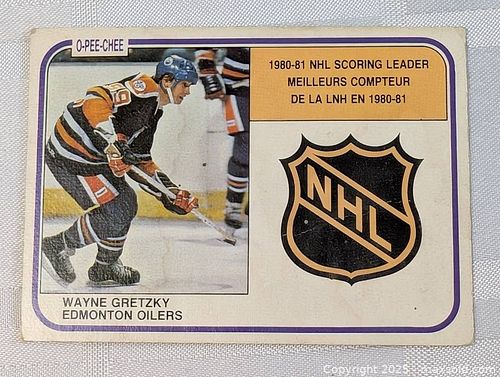 O-PEE-CHEE
1980-81 NHL SCORING LEADER
MEILLEURS COMPTEUR
DE LA LNH EN 1980-81
99
NHL
WAYNE GRETZKY
EDMONTON OILERS
Copyright 2025 - maxsold.com